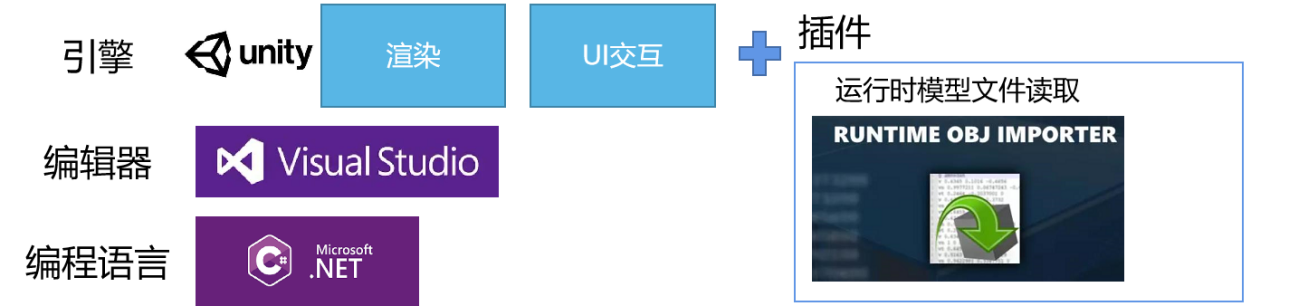 引擎
unity
渲染
UI交互
插件
运行时模型文件读取
RUNTIME OBJ IMPORTER
编辑器
Visual Studio
编程语言
C#
Microsoft
.NET